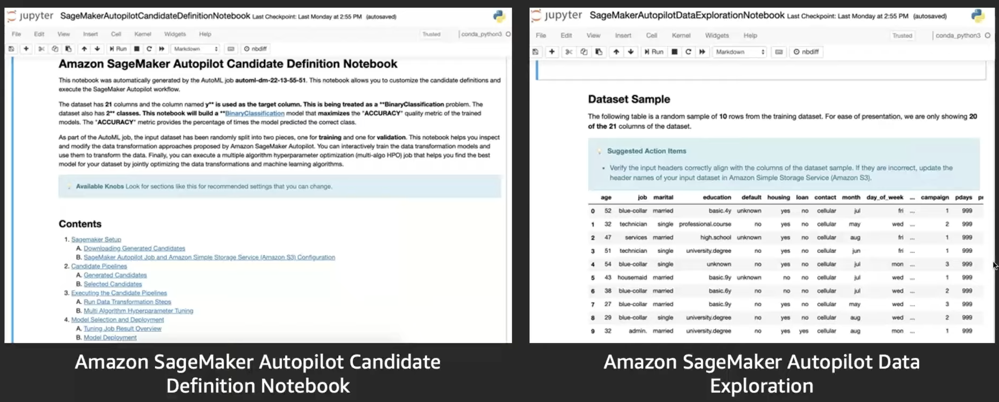 jupyter SageMakerAutopilotCandidateDefinitionNotebook Last Checkpoint: Last Monday at 2:55 PM (autosaved)
File Edit View Insert Cell Kernel Widgets Help Trusted conda_python3
Run Markdown nbdiff
Amazon SageMaker Autopilot Candidate Definition Notebook
This notebook was automatically generated by the AutoML job automl-dm-22-13-55-51. This notebook allows you to customize the candidate definitions and
execute the SageMaker Autopilot workflow.
The dataset has 21 columns and the column named y** is used as the target column. This is being treated as a **BinaryClassification problem. The
dataset also has 2** classes. This notebook will build a **BinaryClassification model that maximizes the "ACCURACY" quality metric of the trained
models. The "ACCURACY" metric provides the percentage of times the model predicted the correct class.
As part of the AutoML job, the input dataset has been randomly split into two pieces, one for training and one for validation. This notebook helps you inspect
and modify the data transformation approaches proposed by Amazon SageMaker Autopilot. You can interactively train the data transformation models and
use them to transform the data. Finally, you can execute a multiple algorithm hyperparameter optimization (multi-algo HPO) job that helps you find the best
model for your dataset by jointly optimizing the data transformations and machine learning algorithms.
Available Knobs Look for sections like this for recommended settings that you can change.
Contents
1. Sagemaker Setup
A. Downloading Generated Candidates
B. SageMaker Autopilot Job and Amazon Simple Storage Service (Amazon S3) Configuration
2. Candidate Pipelines
A. Generated Candidates
B. Selected Candidates
3. Executing the Candidate Pipelines
A. Run Data Transformation Steps
B. Multi Algorithm Hyperparameter Tuning
4. Model Selection and Deployment
A. Tuning Job Result Overview
B. Model Deployment
Amazon SageMaker Autopilot Candidate
Definition Notebook
jupyter SageMakerAutopilotDataExplorationNotebook Last Checkpoint: Last Monday at 2:55 PM (autosaved)
File Edit View Insert Cell Kernel Widgets Help Trusted conda_python3
Run Markdown nbdiff
Dataset Sample
The following table is a random sample of 10 rows from the training dataset. For ease of presentation, we are only showing 20
of the 21 columns of the dataset.
Suggested Action Items
• Verify the input headers correctly align with the columns of the dataset sample. If they are incorrect, update the
header names of your input dataset in Amazon Simple Storage Service (Amazon S3).
age job marital education default housing loan contact month day_of_week ... campaign pdays pr
0 52 blue-collar married basic.4y unknown yes no cellular jul fri ... 1 999
1 32 technician single professional.course no yes no cellular may wed ... 2 999
2 47 services married high.school unknown yes no cellular aug fri ... 1 999
3 51 technician single university.degree no yes no cellular jun fri ... 1 999
4 54 blue-collar single unknown no yes no cellular jul mon ... 3 999
5 43 housemaid married basic.9y unknown no no cellular jul wed ... 1 999
6 38 blue-collar married basic.6y no no no cellular jul wed ... 2 999
7 27 blue-collar married basic.9y no yes no cellular may wed ... 3 999
8 29 blue-collar single university.degree no yes no cellular aug wed ... 2 999
9 32 admin. married university.degree no yes yes cellular aug mon ... 1 999
Amazon SageMaker Autopilot Data
Exploration